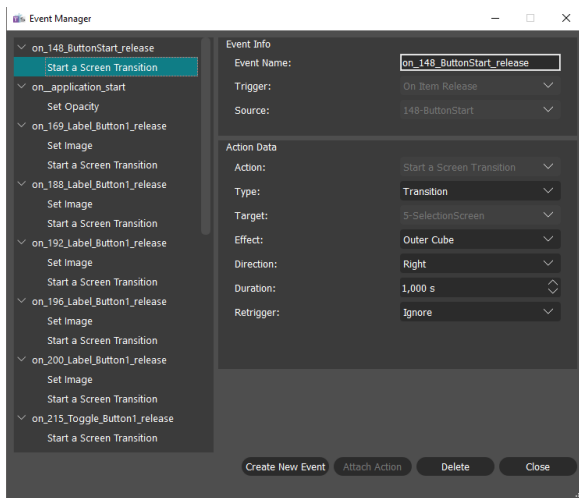 Event Manager
on_148_ButtonStart_release
Start a Screen Transition
on__application_start
Set Opacity
on_169_Label_Button1_release
Set Image
Start a Screen Transition
on_188_Label_Button1_release
Set Image
Start a Screen Transition
on_192_Label_Button1_release
Set Image
Start a Screen Transition
on_196_Label_Button1_release
Set Image
Start a Screen Transition
on_200_Label_Button1_release
Set Image
Start a Screen Transition
on_215_Toggle_Button1_release
Start a Screen Transition
Event Info
Event Name: on_148_ButtonStart_release
Trigger: On Item Release
Source: 148-ButtonStart
Action Data
Action: Start a Screen Transition
Type: Transition
Target: 5-SelectionScreen
Effect: Outer Cube
Direction: Right
Duration: 1,000 s
Retrigger: Ignore
Create New Event Attach Action Delete Close